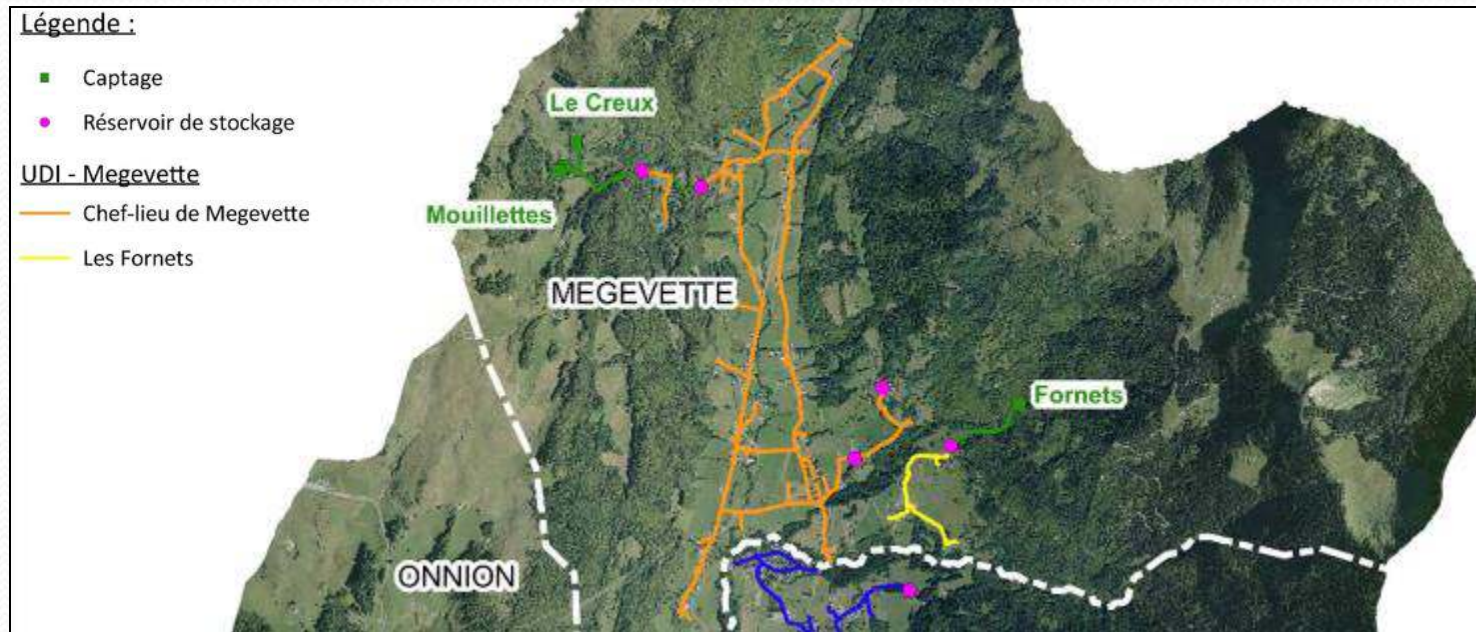 Légende :
Captage
Réservoir de stockage
UDI - Megevette
Chef-lieu de Megevette
Les Fornets
Le Creux
Mouillettes
MEGEVETTE
Fornets
ONNION